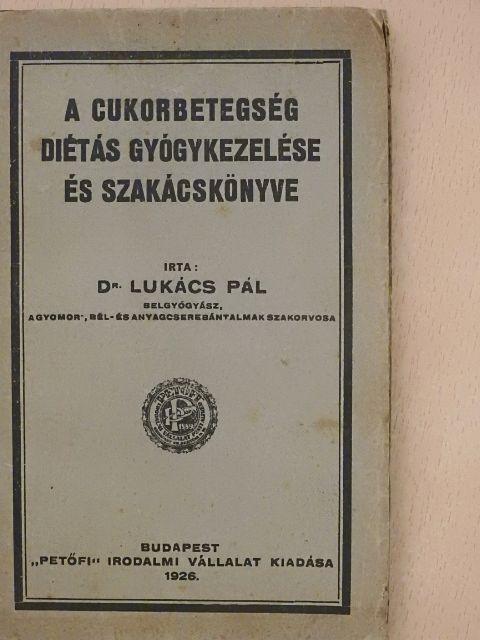 A CUKORBETEGSÉG
DIÉTÁS GYÓGYKEZELÉSE
ÉS SZAKÁCSKÖNYVE
IRTA:
DR. LUKÁCS PÁL
BELGYÓGYÁSZ,
A GYOMOR-, BÉL- ÉS ANYAGCSEREBÁNTALMAK SZAKORVOSA
PETŐFI
BUDAPEST
„PETŐFI" IRODALMI VÁLLALAT KIADÁSA
1926.